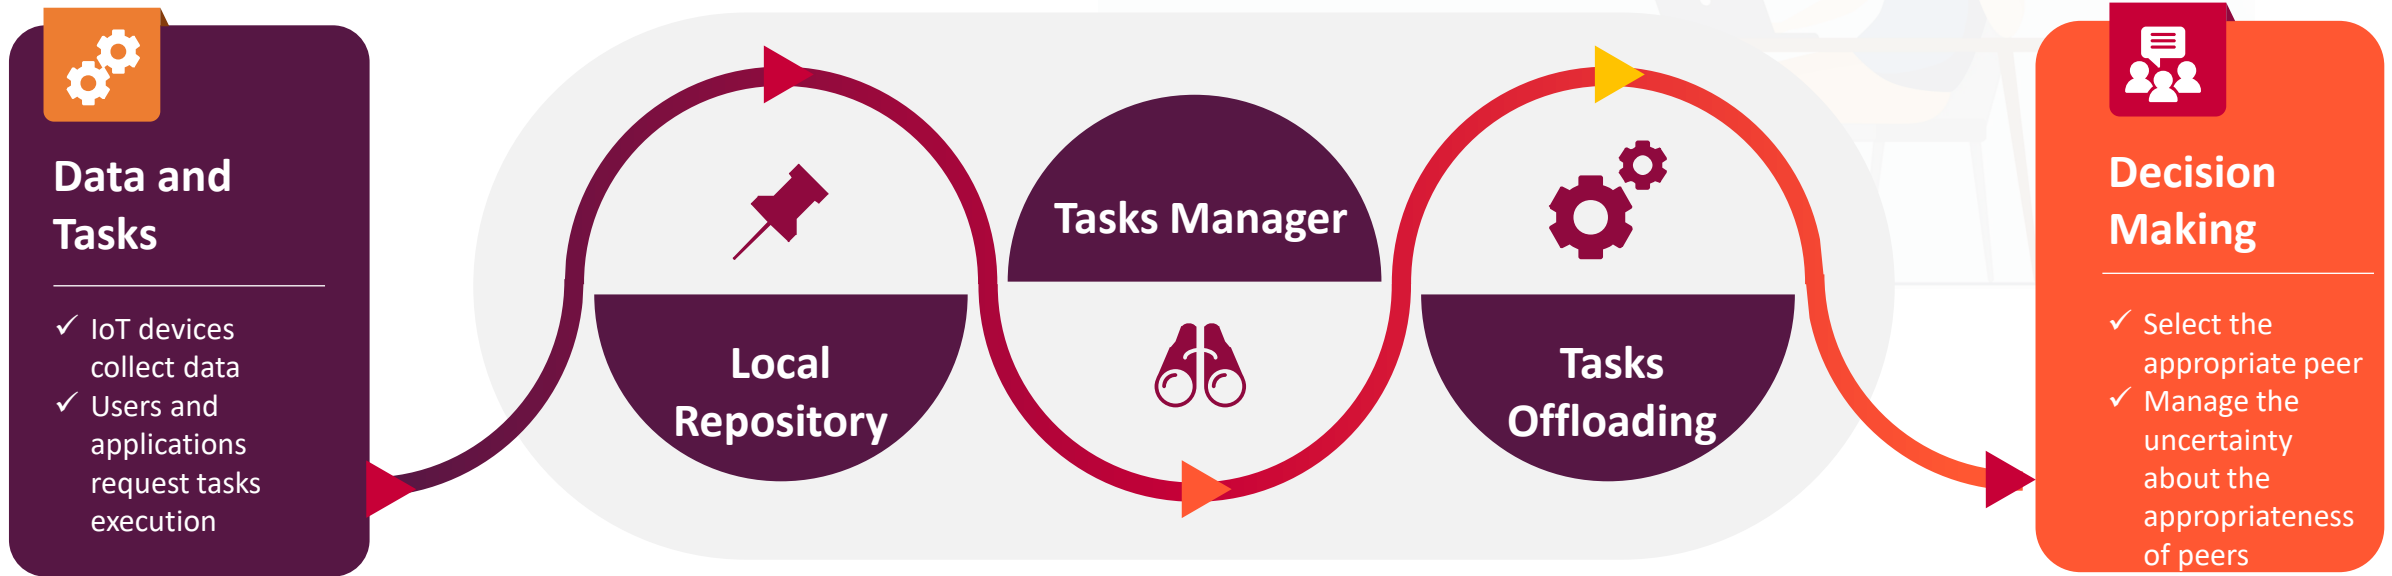 Data and
Tasks
✓ IoT devices
collect data
✓ Users and
applications
request tasks
execution
Local
Repository
Tasks Manager
Tasks
Offloading
Decision
Making
✓ Select the
appropriate peer
✓ Manage the
uncertainty
about the
appropriateness
of peers